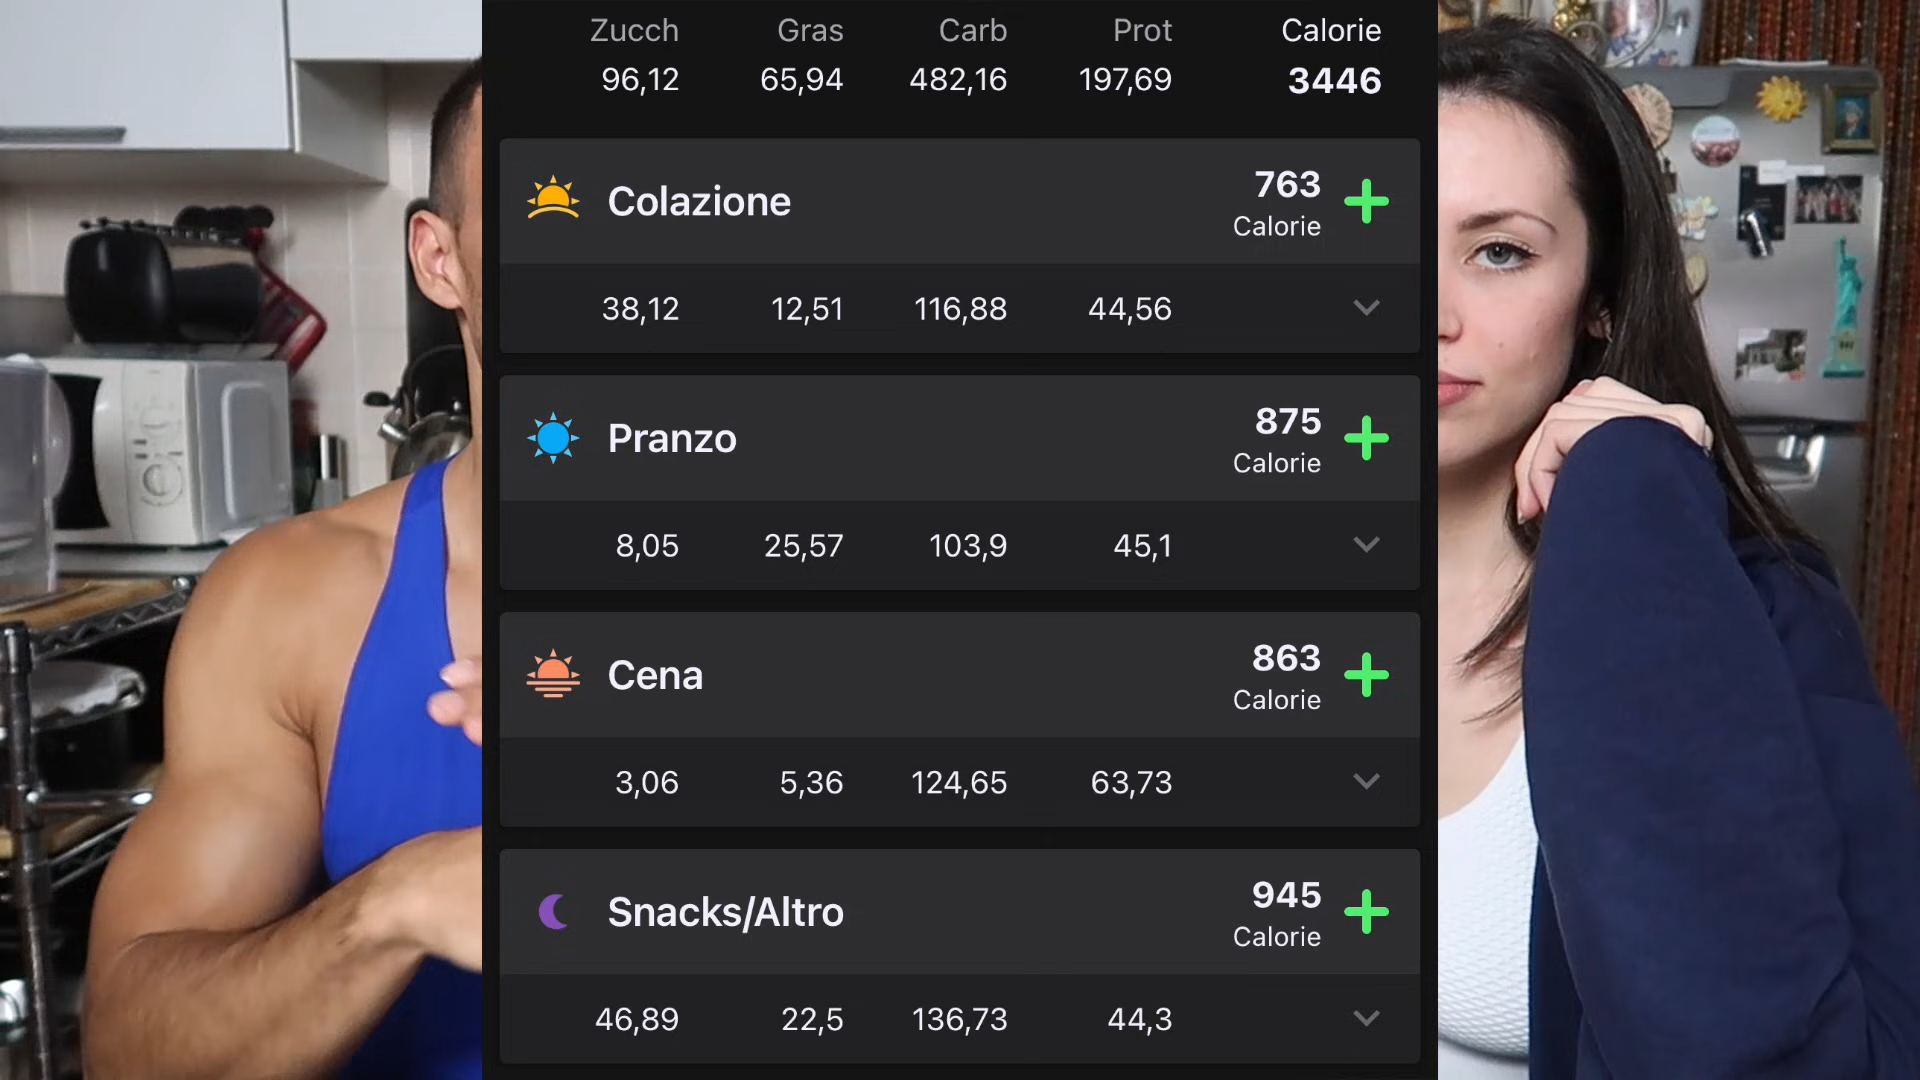 Zucch Gras Carb Prot Calorie
96,12 65,94 482,16 197,69 3446
Colazione 763 Calorie
38,12 12,51 116,88 44,56
Pranzo 875 Calorie
8,05 25,57 103,9 45,1
Cena 863 Calorie
3,06 5,36 124,65 63,73
Snacks/Altro 945 Calorie
46,89 22,5 136,73 44,3